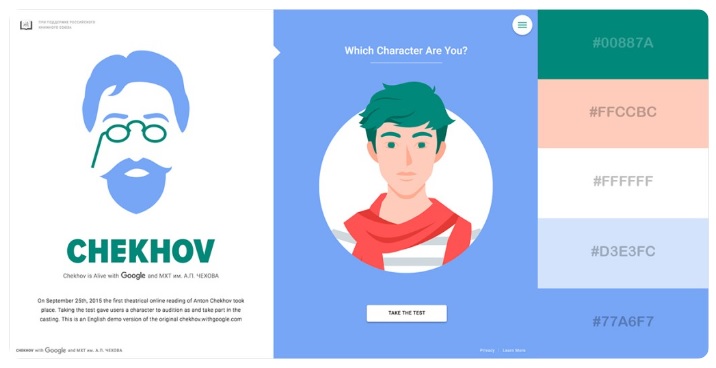 ПРИ ПОДДЕРЖКЕ РОССИЙСКОГО
КНИЖНОГО СОЮЗА
CHEKHOV
Chekhov is Alive with Google and МХТ им. А.П. ЧЕХОВА
On September 25th, 2015 the first theatrical online reading of Anton Chekhov took
place. Taking the test gave users a character to audition as and take part in the
casting. This is an English demo version of the original chekhov.withgoogle.com
CHEKHOV with Google and МХТ им. А.П. ЧЕХОВА
Which Character Are You?
TAKE THE TEST
Privacy | Learn More
#00887A
#FFCCBC
#FFFFFF
#D3E3FC
#77A6F7